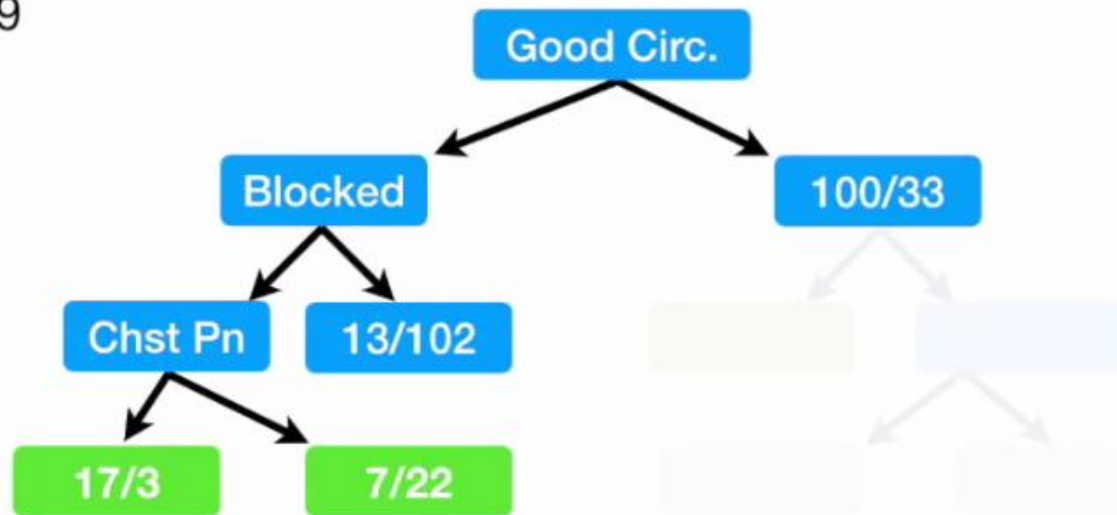 9
Good Circ.
Blocked
100/33
Chst Pn
13/102
17/3
7/22